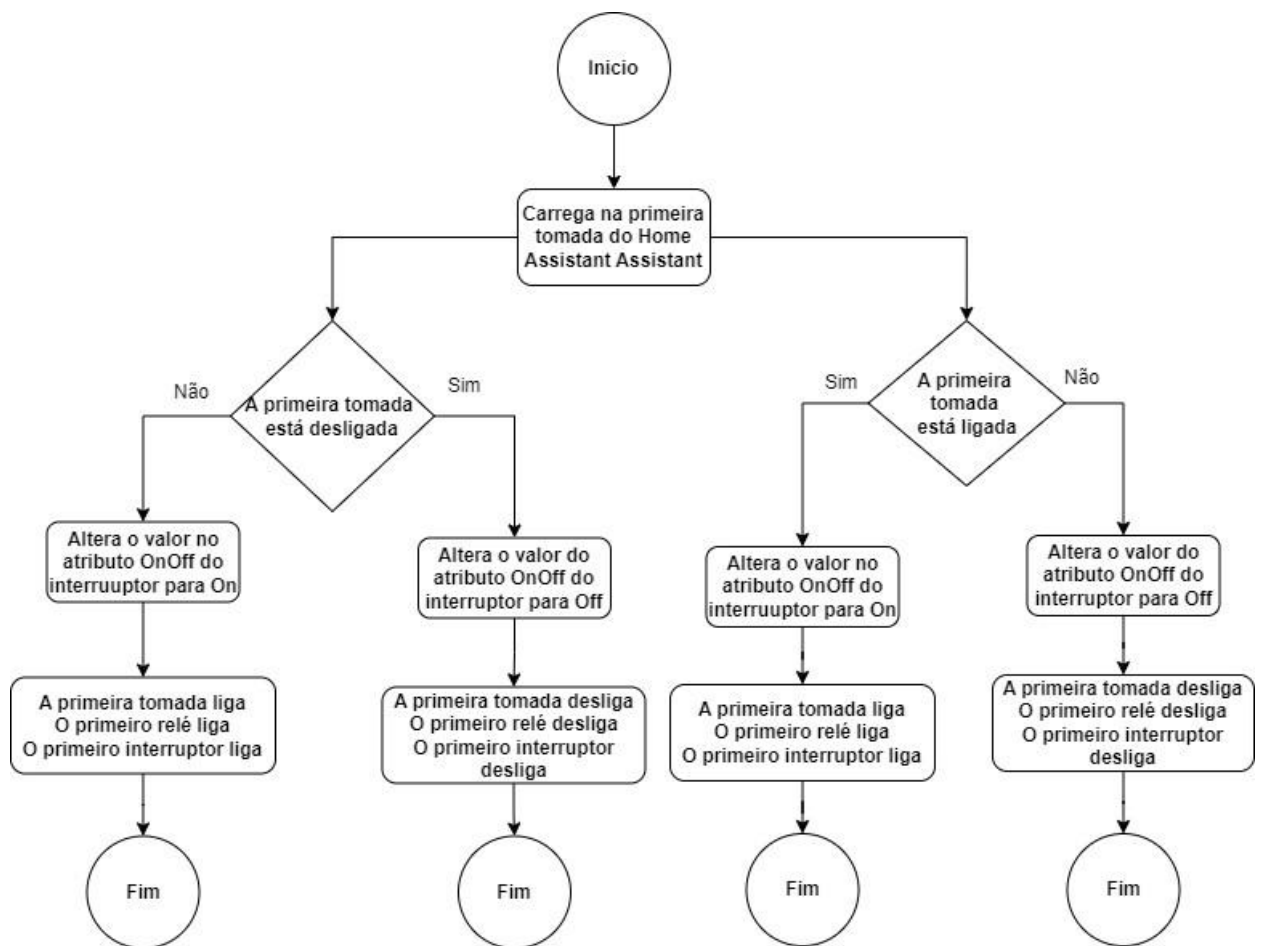 Inicio
Carrega na primeira
tomada do Home
Assistant Assistant
Não
Sim
A primeira tomada
está desligada
Sim
Não
A primeira
tomada
está ligada
Altera o valor no
atributo OnOff do
interruuptor para On
Altera o valor do
atributo OnOff do
interruptor para Off
Altera o valor no
atributo OnOff do
interruuptor para On
Altera o valor do
atributo OnOff do
interruptor para Off
A primeira tomada liga
O primeiro relé liga
O primeiro interruptor liga
A primeira tomada desliga
O primeiro relé desliga
O primeiro interruptor
desliga
A primeira tomada liga
O primeiro relé liga
O primeiro interruptor liga
A primeira tomada desliga
O primeiro relé desliga
O primeiro interruptor
desliga
Fim
Fim
Fim
Fim